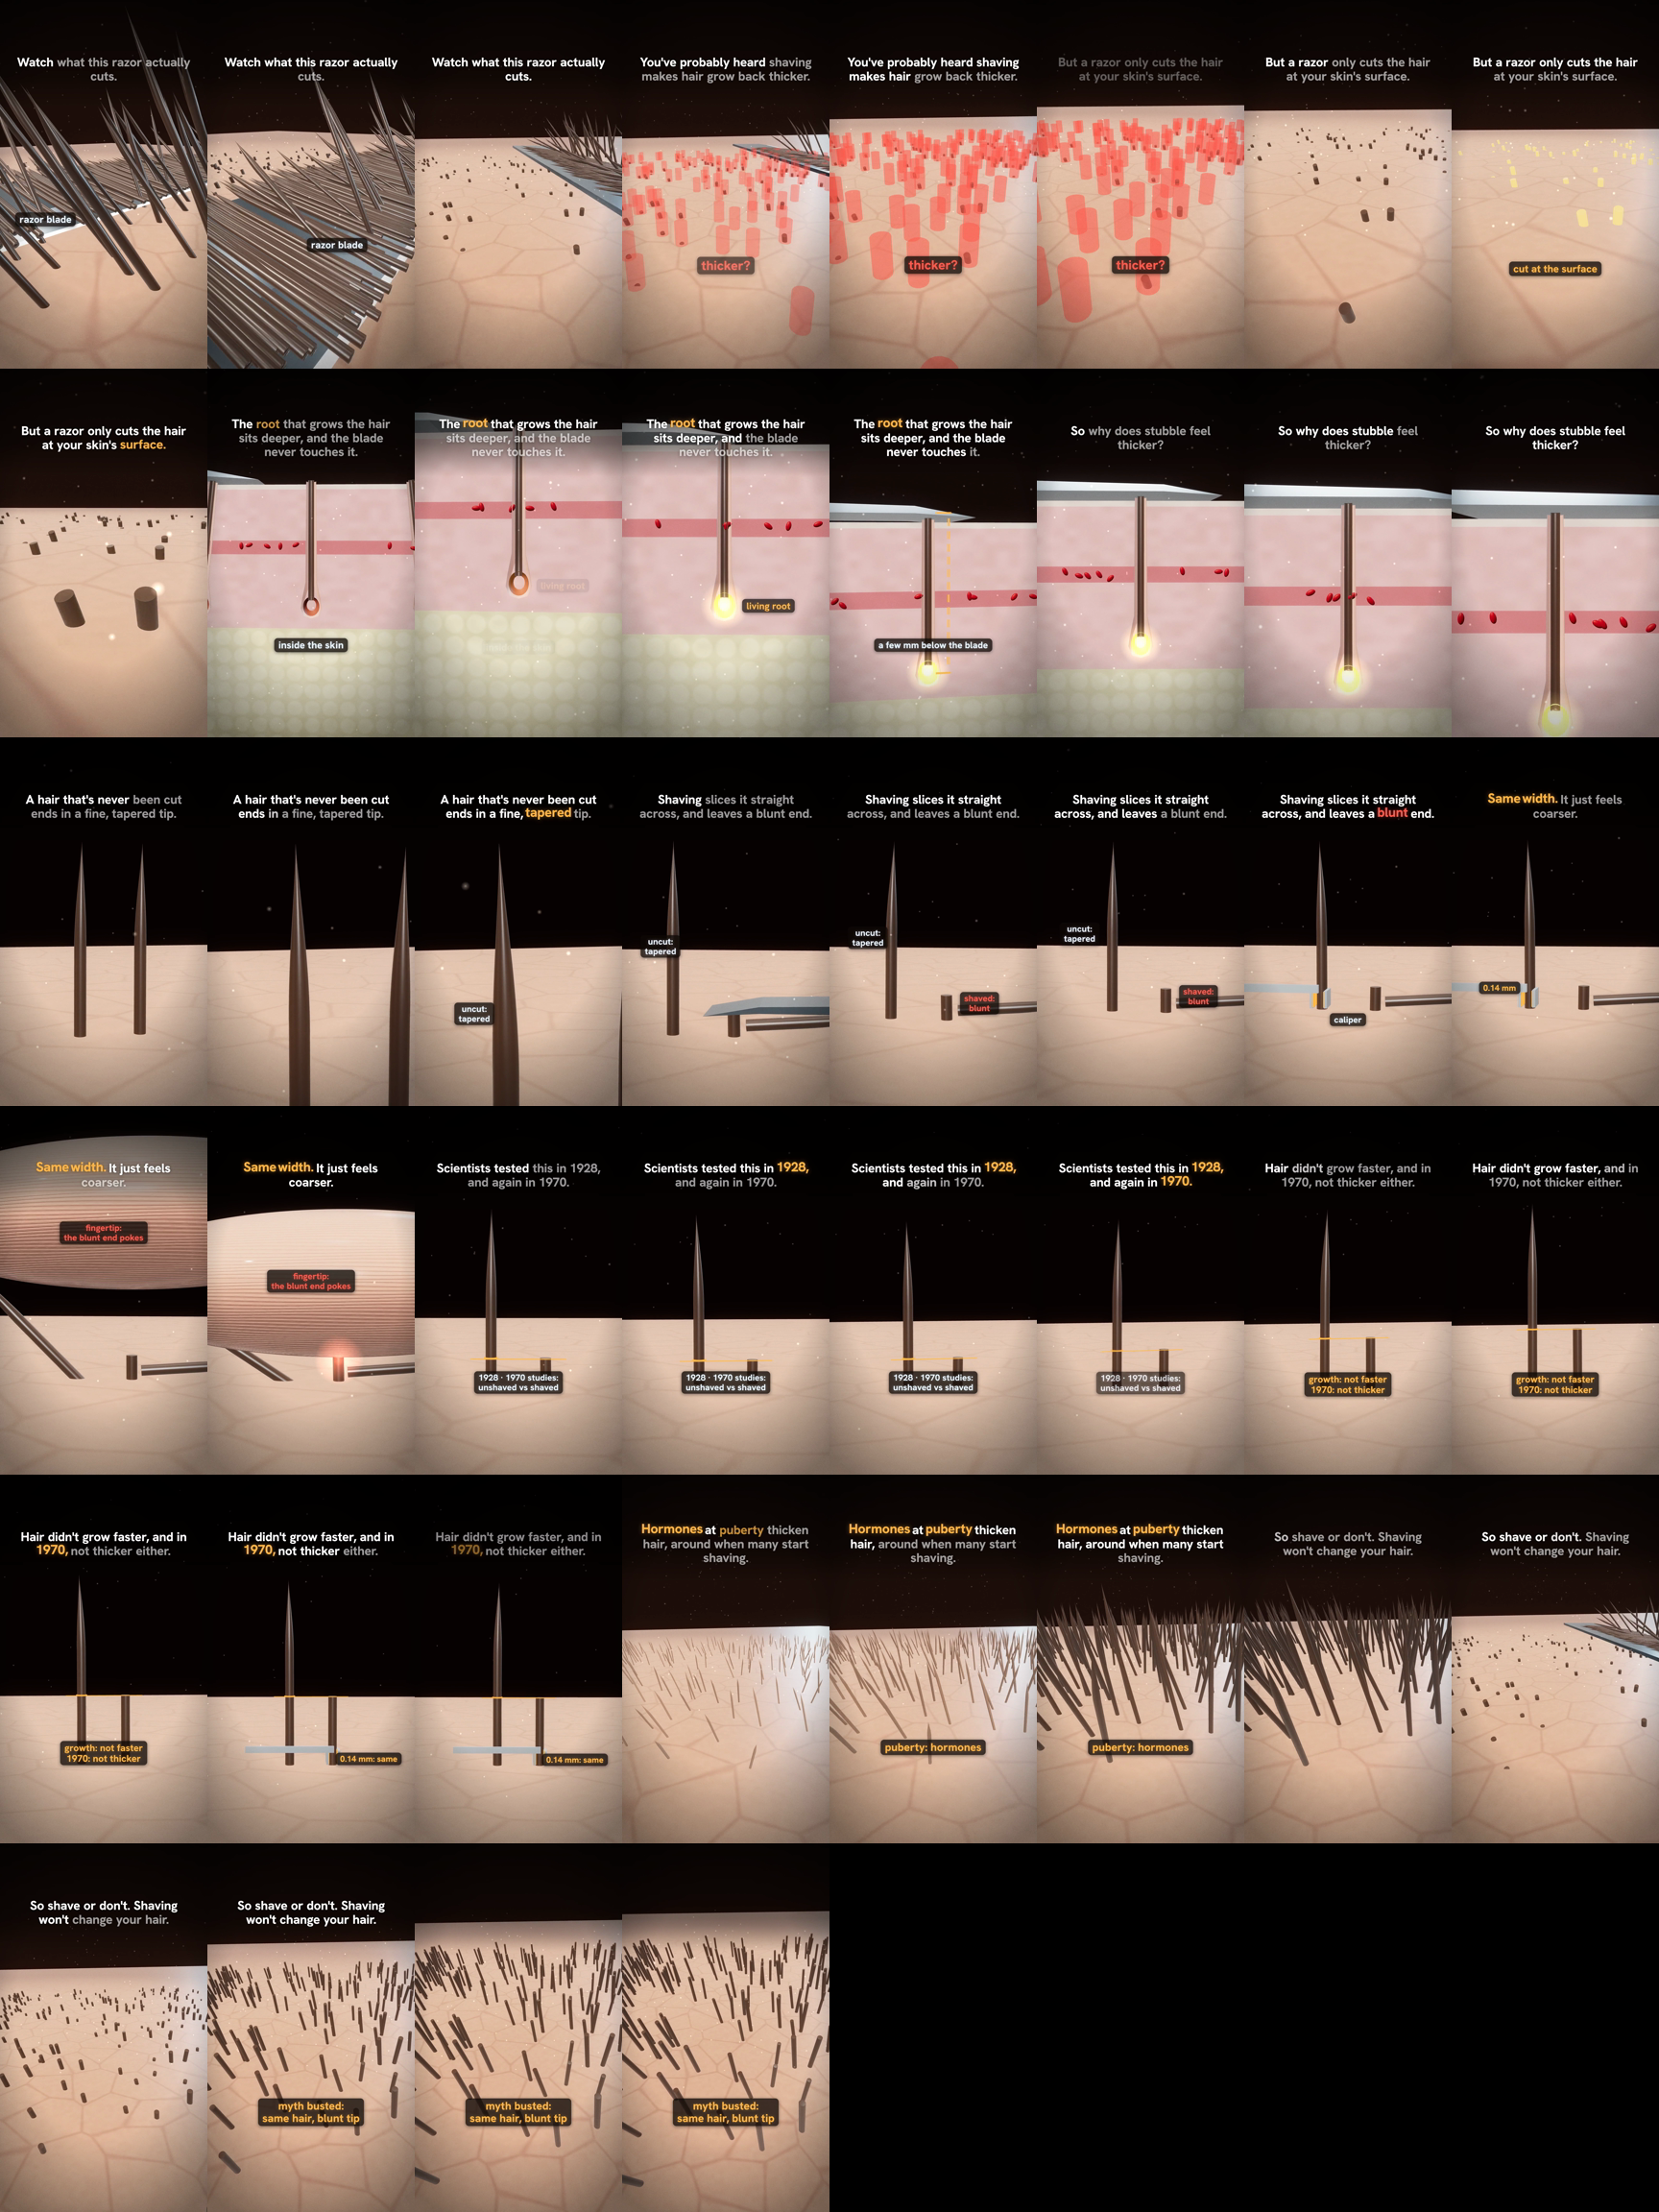 Watch what this razor actually
cuts.
razor blade
Watch what this razor actually
cuts.
razor blade
Watch what this razor actually
cuts.
You've probably heard shaving
makes hair grow back thicker.
thicker?
You've probably heard shaving
makes hair grow back thicker.
thicker?
But a razor only cuts the hair
at your skin's surface.
thicker?
But a razor only cuts the hair
at your skin's surface.
But a razor only cuts the hair
at your skin's surface.
cut at the surface
But a razor only cuts the hair
at your skin's surface.
The root that grows the hair
sits deeper, and the blade
never touches it.
inside the skin
The root that grows the hair
sits deeper, and the blade
never touches it.
living root
The root that grows the hair
sits deeper, and the blade
never touches it.
living root
The root that grows the hair
sits deeper, and the blade
never touches it.
a few mm below the blade
So why does stubble feel
thicker?
So why does stubble feel
thicker?
So why does stubble feel
thicker?
A hair that's never been cut
ends in a fine, tapered tip.
A hair that's never been cut
ends in a fine, tapered tip.
A hair that's never been cut
ends in a fine, tapered tip.
uncut:
tapered
Shaving slices it straight
across, and leaves a blunt end.
uncut:
tapered
Shaving slices it straight
across, and leaves a blunt end.
uncut:
tapered
shaved:
blunt
Shaving slices it straight
across, and leaves a blunt end.
uncut:
tapered
shaved:
blunt
Shaving slices it straight
across, and leaves a blunt end.
caliper
Same width. It just feels
coarser.
0.14 mm
Same width. It just feels
coarser.
fingertip:
the blunt end pokes
Same width. It just feels
coarser.
fingertip:
the blunt end pokes
Scientists tested this in 1928,
and again in 1970.
1928 · 1970 studies:
unshaved vs shaved
Scientists tested this in 1928,
and again in 1970.
1928 · 1970 studies:
unshaved vs shaved
Scientists tested this in 1928,
and again in 1970.
1928 · 1970 studies:
unshaved vs shaved
Scientists tested this in 1928,
and again in 1970.
1928 · 1970 studies:
unshaved vs shaved
Hair didn't grow faster, and in
1970, not thicker either.
growth: not faster
1970: not thicker
Hair didn't grow faster, and in
1970, not thicker either.
growth: not faster
1970: not thicker
Hair didn't grow faster, and in
1970, not thicker either.
growth: not faster
1970: not thicker
Hair didn't grow faster, and in
1970, not thicker either.
0.14 mm: same
Hair didn't grow faster, and in
1970, not thicker either.
0.14 mm: same
Hormones at puberty thicken
hair, around when many start
shaving.
Hormones at puberty thicken
hair, around when many start
shaving.
puberty: hormones
Hormones at puberty thicken
hair, around when many start
shaving.
puberty: hormones
So shave or don't. Shaving
won't change your hair.
So shave or don't. Shaving
won't change your hair.
So shave or don't. Shaving
won't change your hair.
So shave or don't. Shaving
won't change your hair.
myth busted:
same hair, blunt tip
myth busted:
same hair, blunt tip
myth busted:
same hair, blunt tip